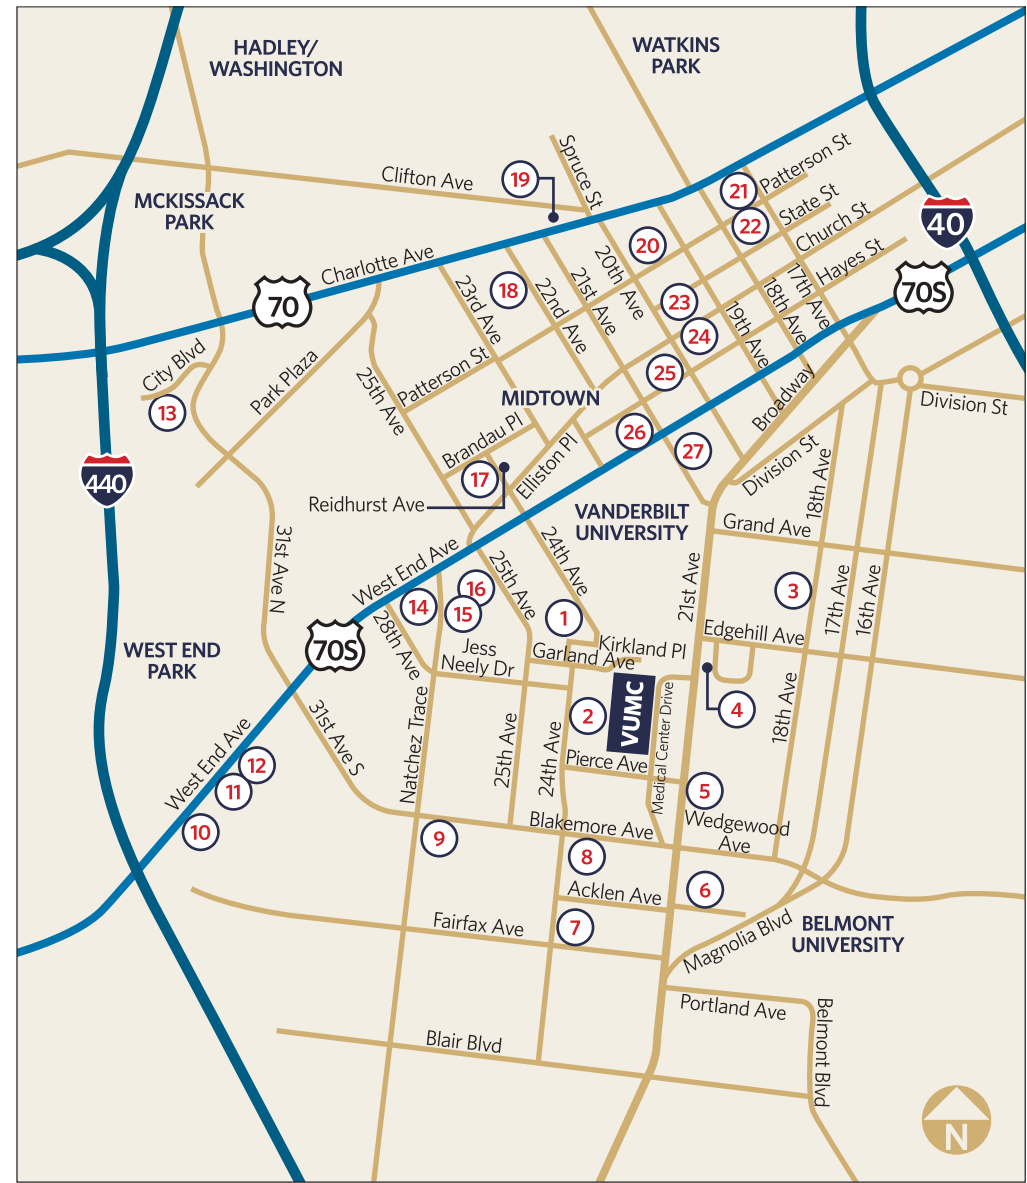 HADLEY/
WASHINGTON
WATKINS
PARK
Spruce St
Clifton Ave
19
21
Patterson St
MCKISSACK
PARK
State St
22
Church St
40
20
Hayes St
Charlotte Ave
20th Ave
21st Ave
22nd Ave
23rd Ave
18
17th Ave
18th Ave
19th Ave
70S
70
23
24
City Blvd
Park Plaza
25th Ave
Patterson St
25
MIDTOWN
Broadway
Division St
13
Brandau Pl
Elliston Pl
26
27
Division St
440
17
18th Ave
Reidhurst Ave
VANDERBILT
UNIVERSITY
Grand Ave
31st Ave N
West End Ave
24th Ave
25th Ave
21st Ave
16
14
15
1
3
17th Ave
16th Ave
28th Ave
70S
Edgehill Ave
Kirkland Pl
Garland Ave
Jess
Neely Dr
WEST END
PARK
VUMC
Medical Center Drive
4
2
18th Ave
31st Ave S
Natchez Trace
25th Ave
24th Ave
West End Ave
12
11
10
Pierce Ave
5
Wedgewood
Ave
Blakemore Ave
9
8
6
Acklen Ave
7
Fairfax Ave
Magnolia Blvd
BELMONT
UNIVERSITY
Portland Ave
Belmont Blvd
Blair Blvd
N